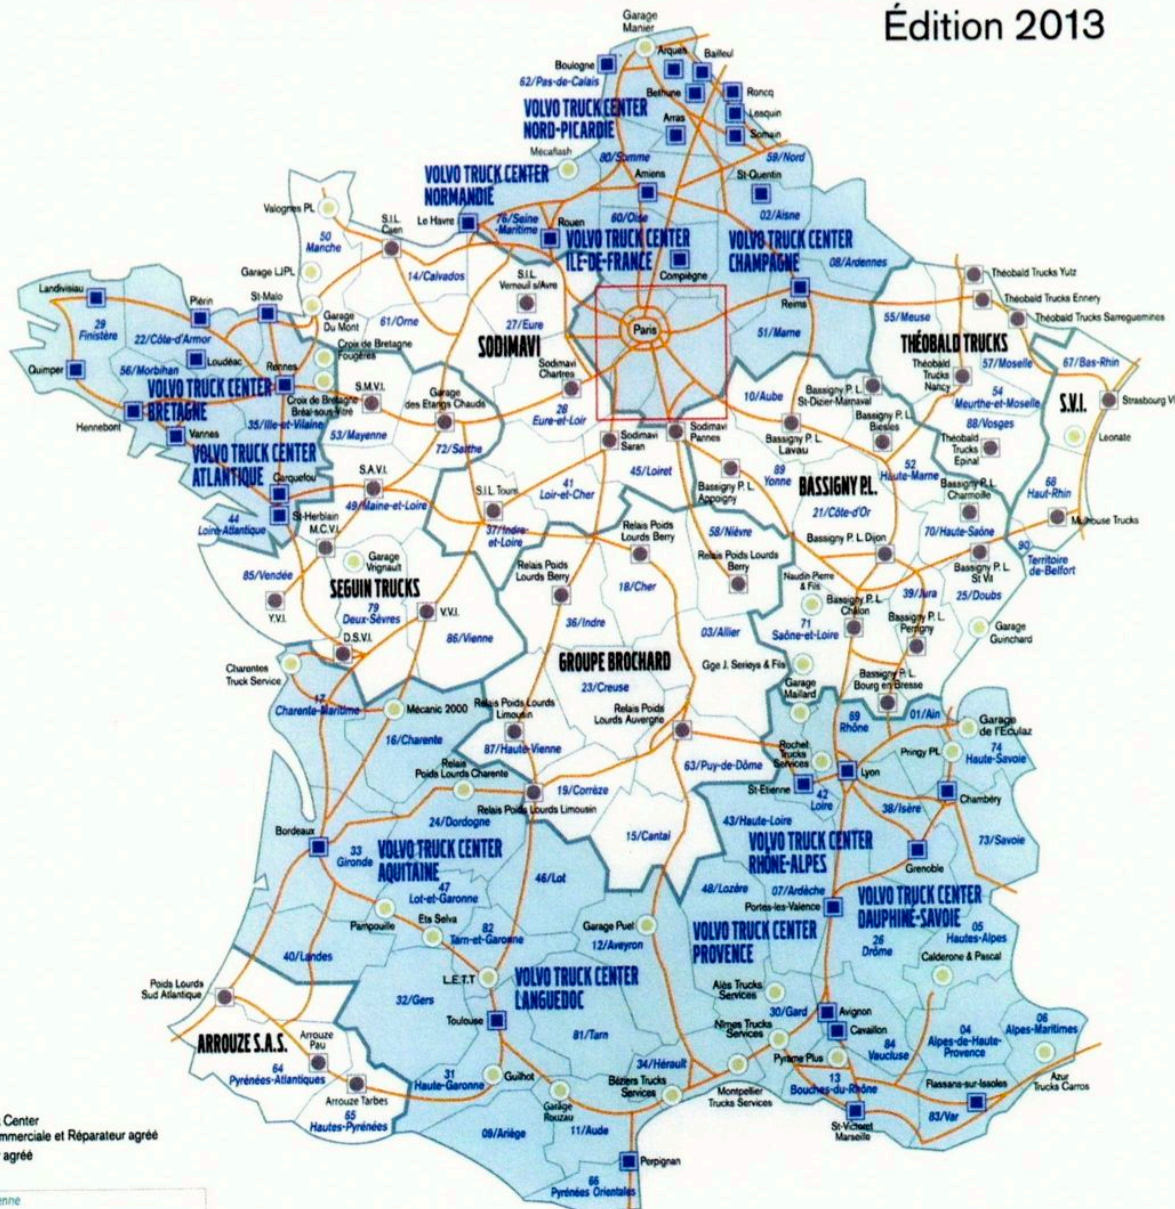 Édition 2013
Garage
Manier
Arques
Bailleul
Boulogne
62/Pas-de-Calais
Bethune
Roncq
VOLVO TRUCK CENTER
NORD-PICARDIE
Lesquin
Arras
Somain
Mecaflash
80/Somme
59/Nord
VOLVO TRUCK CENTER
NORMANDIE
Amiens
St-Quentin
Valognes PL
S.I.L.
Caen
Le Havre
76/Seine
-Maritime
Rouen
60/Oise
02/Aisne
50
Manche
VOLVO TRUCK CENTER
ILE-DE-FRANCE
VOLVO TRUCK CENTER
CHAMPAGNE
08/Ardennes
Garage LJPL
14/Calvados
S.I.L.
Verneuil s/Avre
Compiègne
Théobald Trucks Yutz
Landivisiau
Plérin
St-Malo
Reims
Théobald Trucks Ennery
29
Finistère
22/Côte-d'Armor
Garage
Du Mont
61/Orne
27/Eure
Paris
51/Marne
55/Meuse
Théobald Trucks Sarreguemines
SODIMAVI
THÉOBALD TRUCKS
Quimper
56/Morbihan
Loudéac
Rennes
Croix de Bretagne
Fougères
Sodimavi
Chartres
Théobald
Trucks
Nancy
57/Moselle
67/Bas-Rhin
VOLVO TRUCK CENTER
BRETAGNE
Croix de Bretagne
Bréal-sous-Vitré
S.M.V.I.
Garage
des Etangs Chauds
28
Eure-et-Loir
10/Aube
Bassigny P. L.
St-Dizier-Marnaval
54
Meurthe-et-Moselle
S.V.I.
Strasbourg VI
Hennebont
Vannes
35/Ille-et-Vilaine
53/Mayenne
72/Sarthe
Sodimavi
Saran
Sodimavi
Pannes
Bassigny P. L.
Lavau
Bassigny P. L.
Biesles
88/Vosges
Théobald
Trucks
Epinal
Leonate
VOLVO TRUCK CENTER
ATLANTIQUE
Carquefou
S.A.V.I.
45/Loiret
Bassigny P. L.
Appoigny
89
Yonne
52
Haute-Marne
BASSIGNY P.L.
Bassigny P. L.
Charmoille
68
Haut-Rhin
S.I.L. Tours
41
Loir-et-Cher
44
Loire-Atlantique
St-Herblain
49/Maine-et-Loire
37/Indre-
et-Loire
21/Côte-d'Or
Mulhouse Trucks
M.C.V.I.
Relais Poids
Lourds Berry
58/Nièvre
70/Haute-Saône
Bassigny P. L. Dijon
90
Territoire
de-Belfort
85/Vendée
Garage
Vrignault
SEGUIN TRUCKS
Relais Poids
Lourds Berry
18/Cher
Relais Poids Lourds
Berry
Naudin Pierre
& Fils
Bassigny P. L.
St Vit
25/Doubs
39/Jura
Bassigny P. L.
Chalon
Y.V.I.
79
Deux-Sèvres
V.V.I.
36/Indre
03/Allier
71
Saône-et-Loire
Bassigny P. L.
Perrigny
Garage
Guinchard
D.S.V.I.
86/Vienne
GROUPE BROCHARD
Gge J. Serieys & Fils
Charentes
Truck Service
23/Creuse
Garage
Maillard
Bassigny P. L.
Bourg en Bresse
17
Charente-Maritime
Mécanic 2000
Relais Poids Lourds
Limousin
Relais Poids
Lourds Auvergne
69
Rhône
01/Ain
Garage
de l'Eculaz
16/Charente
87/Haute-Vienne
63/Puy-de-Dôme
Rochet
Trucks
Services
Pringy PL
74
Haute-Savoie
Relais
Poids Lourds Charente
19/Corrèze
St-Etienne
Lyon
42
Loire
Chambéry
Relais Poids Lourds Limousin
38/Isère
24/Dordogne
15/Cantal
43/Haute-Loire
VOLVO TRUCK CENTER
RHÔNE-ALPES
73/Savoie
Bordeaux
33
Gironde
VOLVO TRUCK CENTER
AQUITAINE
46/Lot
Grenoble
47
Lot-et-Garonne
48/Lozère
07/Ardèche
VOLVO TRUCK CENTER
DAUPHINE-SAVOIE
Portes-les-Valence
Pampouille
Ets Selva
82
Tarn-et-Garonne
Garage Puel
12/Aveyron
VOLVO TRUCK CENTER
PROVENCE
26
Drôme
05
Hautes-Alpes
40/Landes
Calderone & Pascal
Poids Lourds
Sud Atlantique
L.E.T.T
VOLVO TRUCK CENTER
LANGUEDOC
Alès Trucks
Services
32/Gers
30/Gard
Avignon
Toulouse
81/Tarn
Nîmes Trucks
Services
Cavaillon
06
Alpes-Maritimes
ARROUZE S.A.S.
Arrouze
Pau
84
Vaucluse
04
Alpes-de-Haute-
Provence
64
Pyrénées-Atlantiques
31
Haute-Garonne
Guilhot
34/Hérault
Pyrame Plus
Azur
Trucks Carros
Arrouze Tarbes
Béziers Trucks
Services
Montpellier
Trucks Services
13
Bouches-du-Rhône
Flassans-sur-Issoles
65
Hautes-Pyrénées
Garage
Rouzau
83/Var
St-Victoret
Marseille
Center
mmerciale et Réparateur agréé
agréé
09/Ariège
11/Aude
Perpignan
66
Pyrénées Orientales
enne